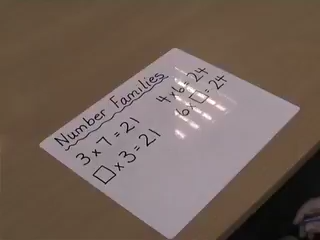 Number Families
3 x 7 = 21
□ x 3 = 21
4 x 6 = 24
6 x □ = 24